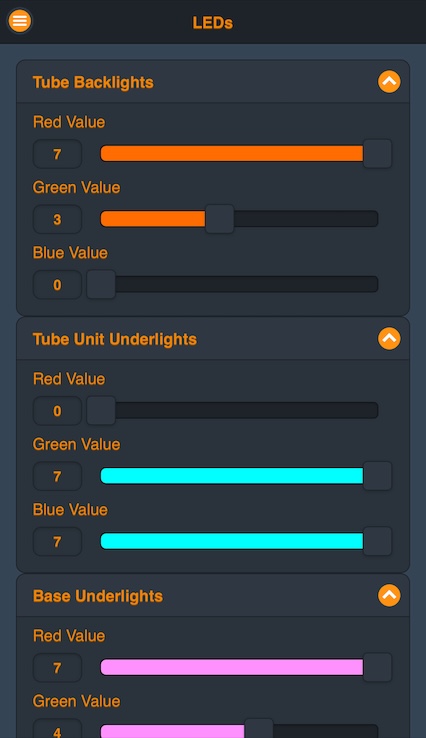 LEDs
Tube Backlights
Red Value
7
Green Value
3
Blue Value
0
Tube Unit Underlights
Red Value
0
Green Value
7
Blue Value
7
Base Underlights
Red Value
7
Green Value
4